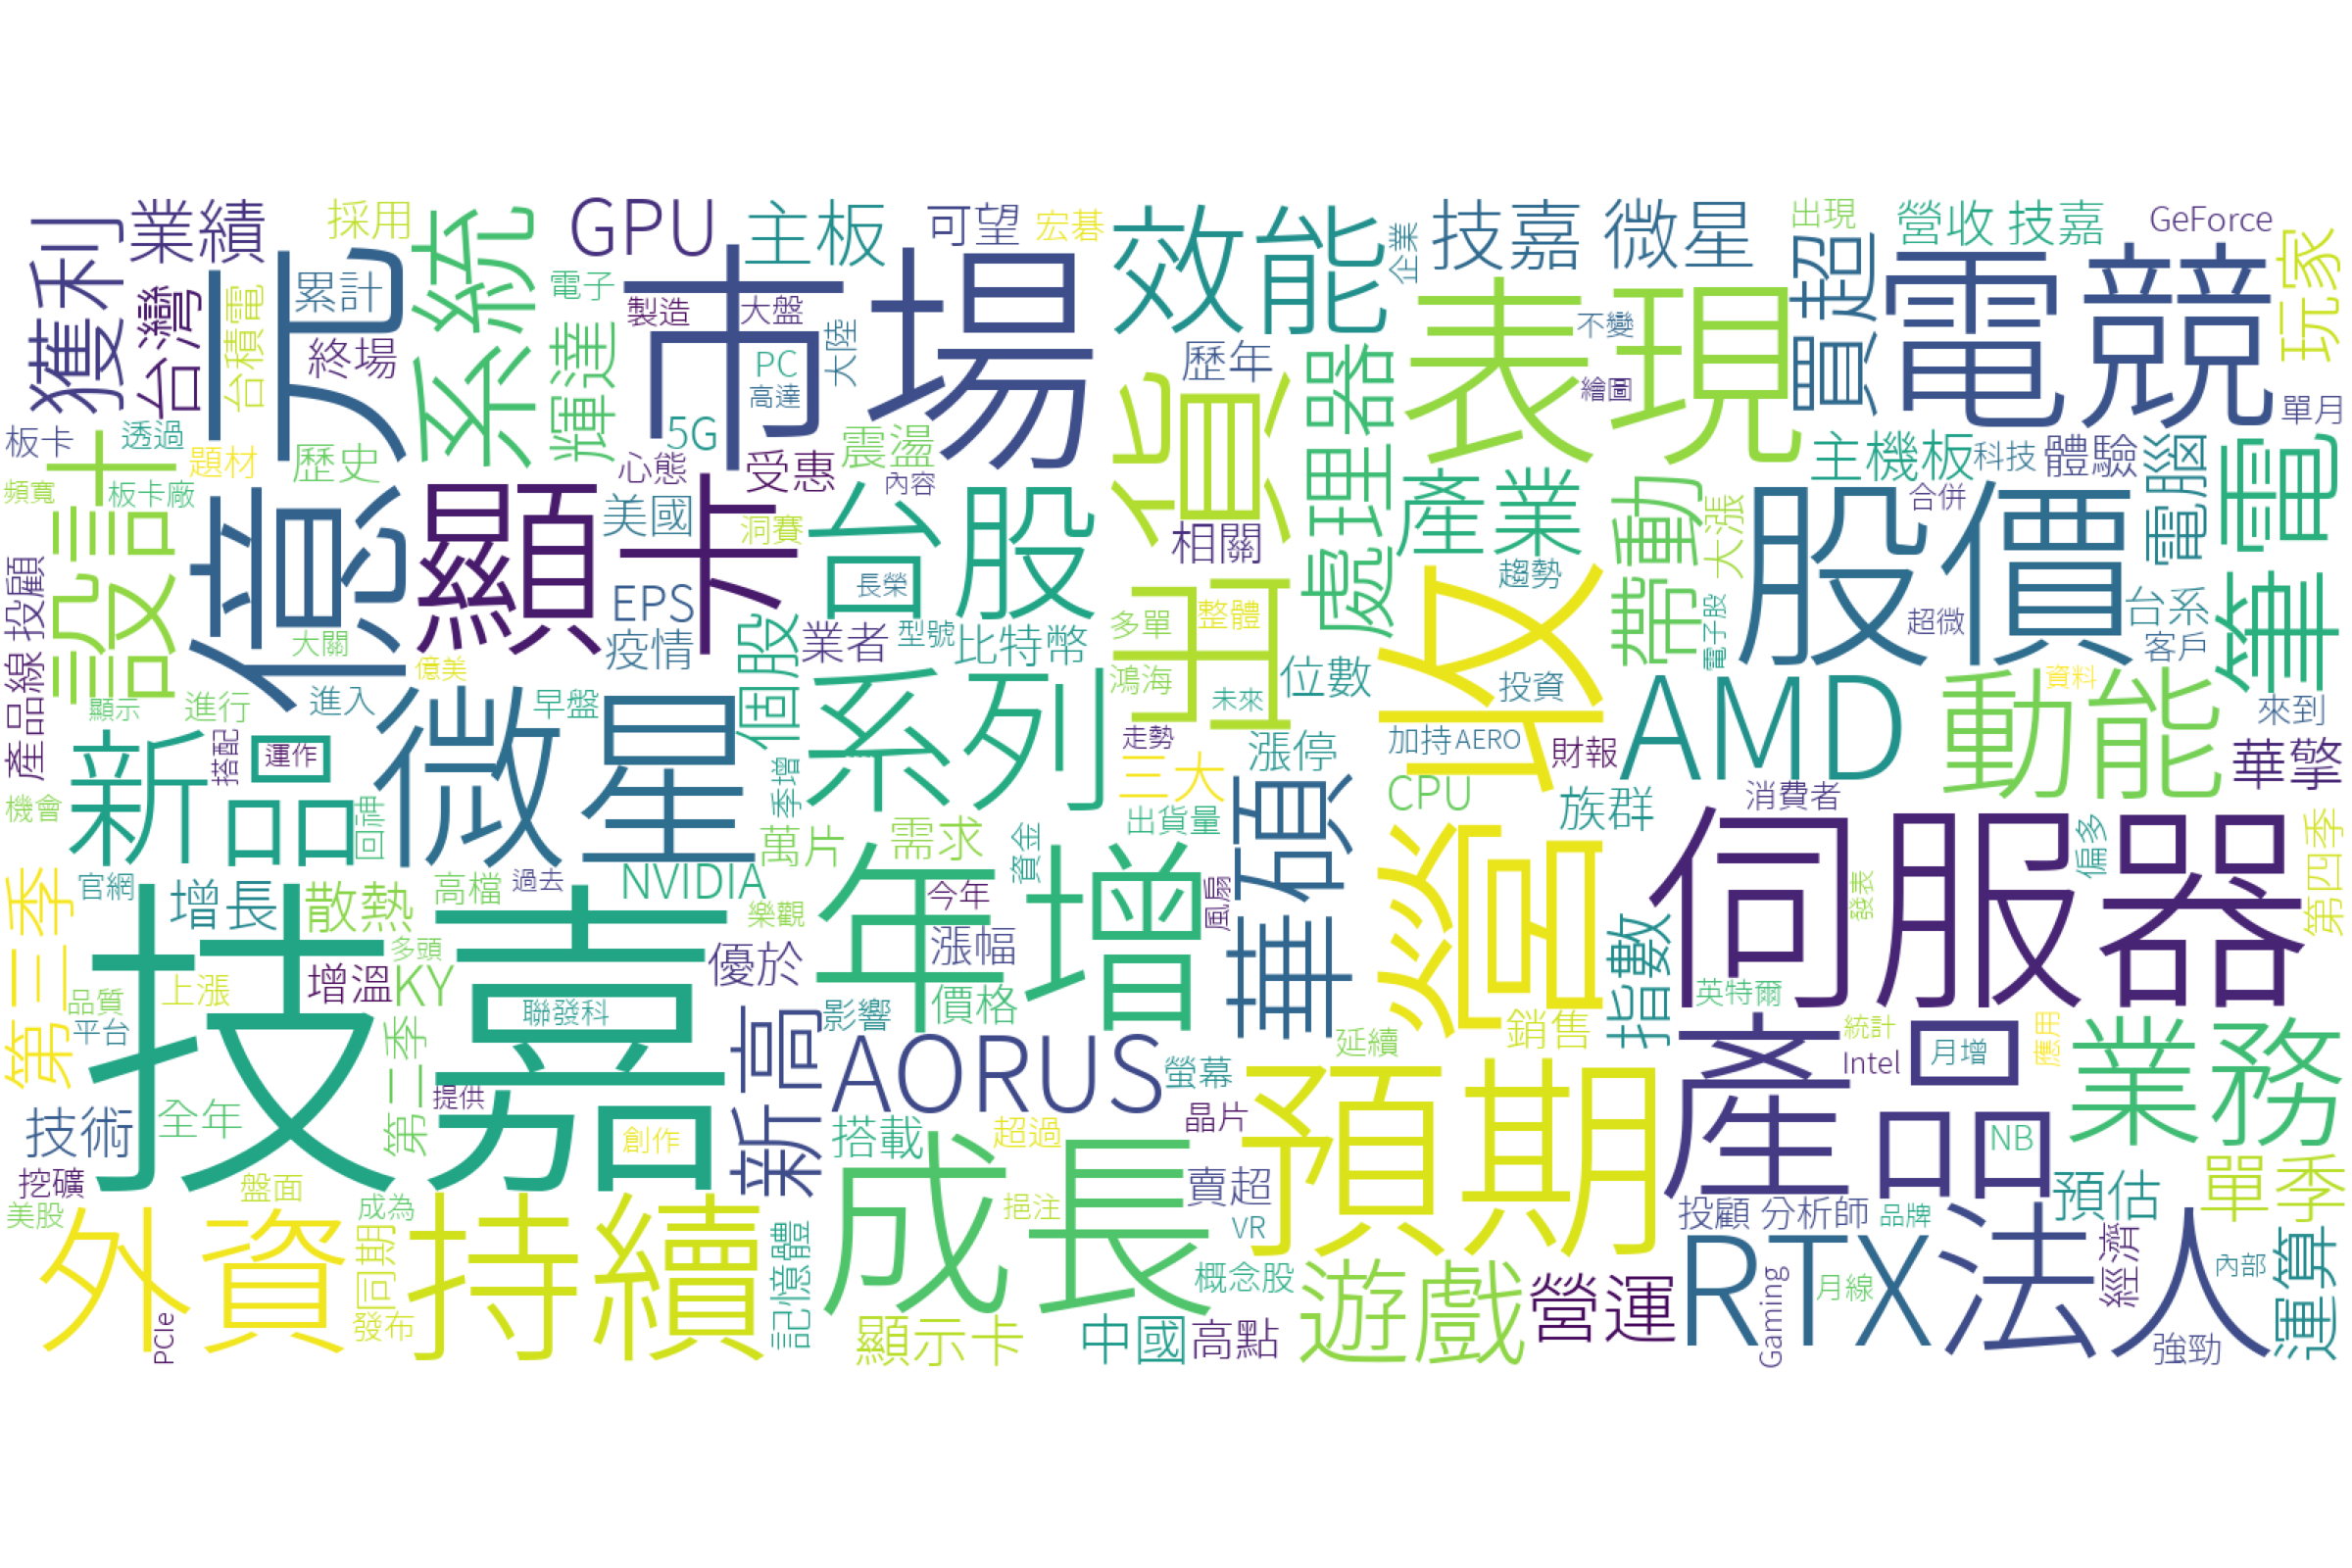 獲利
業績
採用
系統
GPU
主板
可望
宏碁
效能
企業
技嘉 微星
出現
買超
營收 技嘉
GeForce
玩家
台灣
台積電
累計
億元
電子
製造
大盤
市場
大陸
歷年
表現
不變
電競
終場
輝達
PC
高達
5G
出貨
處理器
繪圖
單月
板卡
透過
題材
歷史
心態
受惠
震盪
主機板
科技
體驗
電腦
筆電
頻寬
板卡廠
設計
顯卡
美國
洞賽
內容
台股
相關
產業
帶動
大漲
股價
合併
產品線 投顧
大關
億美
EPS
疫情
長榮
個股
業者
型號
比特幣
多單
整體
趨勢
電子股
超微
台系
客戶
顯示
進行
進入
微星
早盤
系列
鴻海
未來
位數
投資
營收
AMD
動能
資料
來到
新品
運作
搭配
季增
走勢
三大
漲停
加持
AERO
財報
華擎
機會
回神
萬片
需求
出貨量
華碩
CPU
族群
消費者
伺服器
偏多
第四季
第三季
官網
增長
散熱
高檔
過去
NVIDIA
樂觀
今年
資金
年增
風扇
發表
技嘉
多頭
增溫
KY
優於
漲幅
指數
品質
上漲
平台
聯發科
新高
影響
價格
銷售
英特爾
產品
統計
Intel
月增
應用
業務
技術
全年
第二季
提供
創作
AORUS
螢幕
延續
預期
晶片
搭載
超過
NB
挖礦
盤面
成為
成長
賣超
預估
單季
美股
外資
同期
持續
記憶體
挹注
VR
遊戲
營運
投顧 分析師
品牌
RTX
法人
經濟
內部
運算
PCIe
發布
顯示卡
中國
高點
概念股
Gaming
月線
強勁